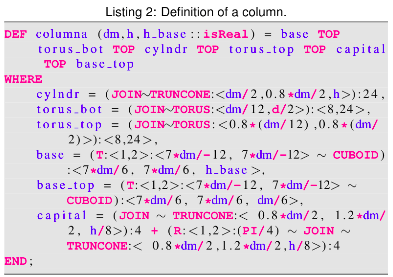 Listing 2: Definition of a column.
DEF columna (dm,h,h_base::isReal) = base TOP
torus_bot TOP cylndr TOP torus_top TOP capital
TOP base_top
WHERE
cylndr = (JOIN~TRUNCONE:<dm/2,0.8*dm/2,h>):24,
torus_bot = (JOIN~TORUS:<dm/12,d/2>):<8,24>,
torus_top = (JOIN~TORUS:<0.8*(dm/12),0.8*(dm/
2)>):<8,24>,
base = (T:<1,2>:<7*dm/-12, 7*dm/-12> ~ CUBOID)
:<7*dm/6, 7*dm/6, h_base>,
base_top = (T:<1,2>:<7*dm/-12, 7*dm/-12> ~
CUBOID):<7*dm/6, 7*dm/6, dm/6>,
capital = (JOIN ~ TRUNCONE:< 0.8*dm/2, 1.2*dm/
2, h/8>):4 + (R:<1,2>:(PI/4) ~ JOIN ~
TRUNCONE:< 0.8*dm/2,1.2*dm/2,h/8>):4
END;